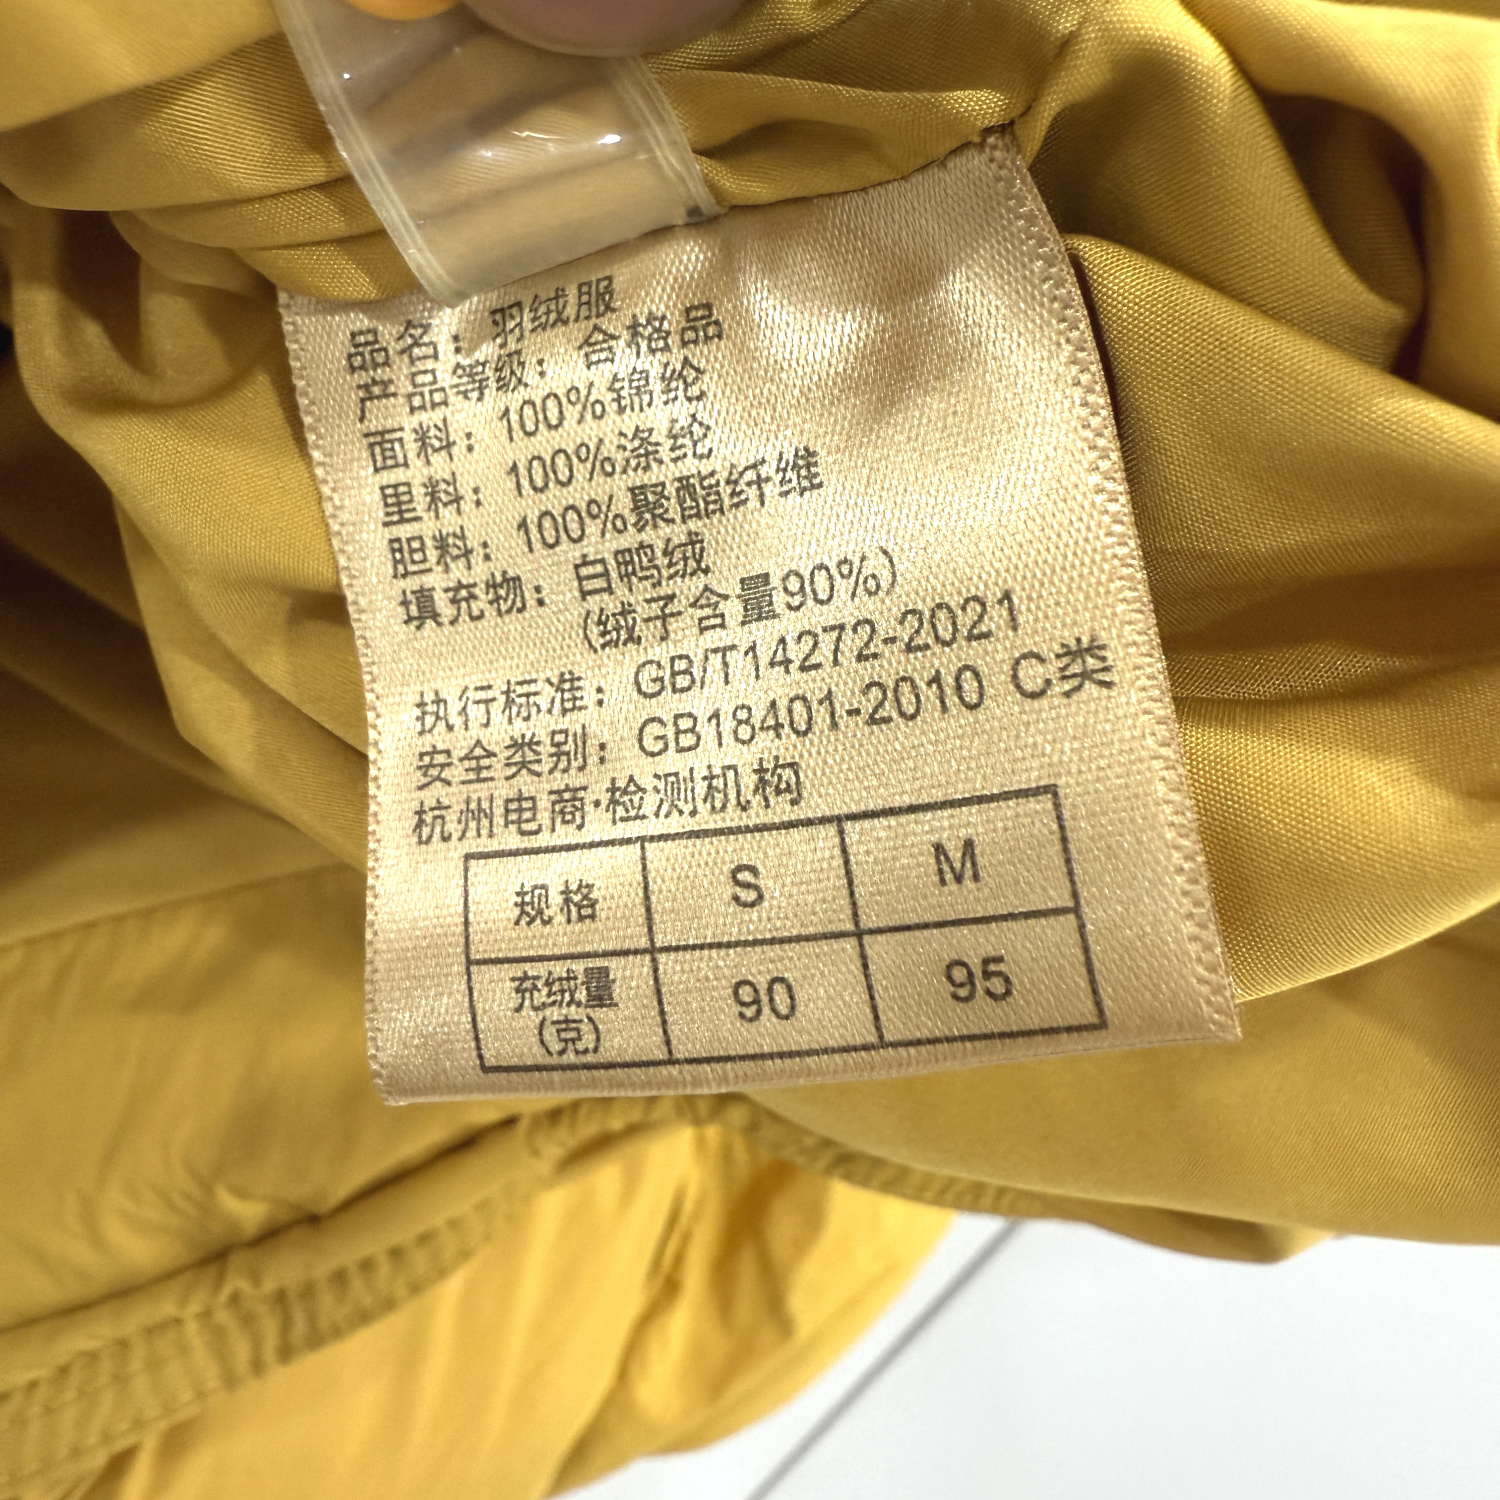 品名：羽绒服
产品等级：合格品
面料：100%锦纶
里料：100%涤纶
胆料：100%聚酯纤维
填充物：白鸭绒
(绒子含量90%)
执行标准：GB/T14272-2021
安全类别：GB18401-2010 C类
杭州电商·检测机构
规格 S M
充绒量 90 95
(克)